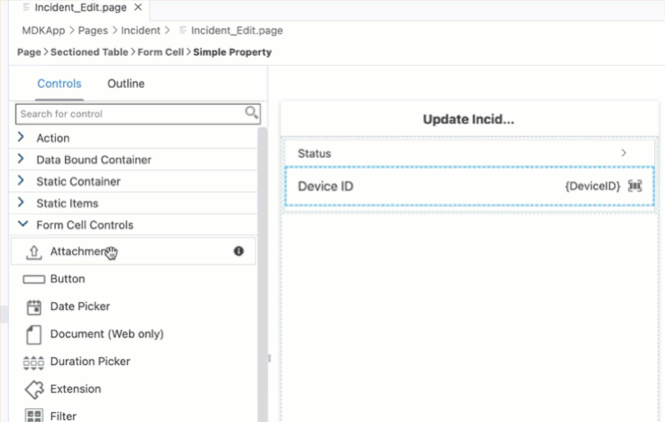 Incident_Edit.page ×
MDKApp > Pages > Incident > Incident_Edit.page
Page > Sectioned Table > Form Cell > Simple Property
Controls Outline
Search for control
Action
Data Bound Container
Static Container
Static Items
Form Cell Controls
Attachment
Button
Date Picker
Document (Web only)
Duration Picker
Extension
Filter
Update Incid...
Status >
Device ID {DeviceID}